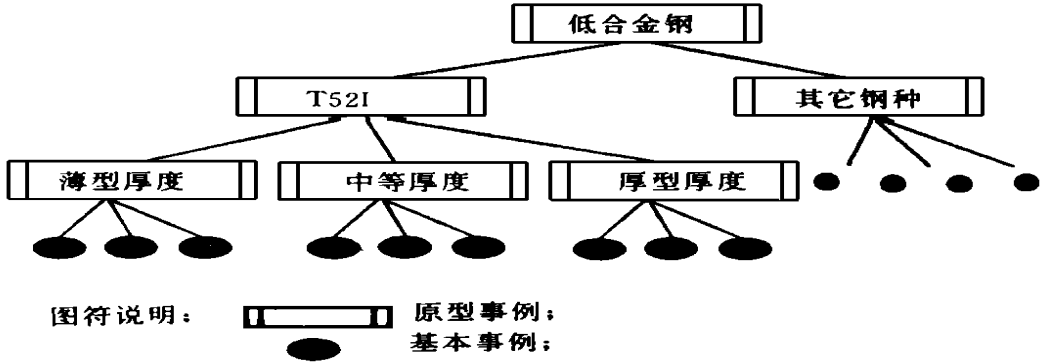 低合金钢
T52I 其它钢种
薄型厚度 中等厚度 厚型厚度
图符说明： 原型事例；
基本事例；